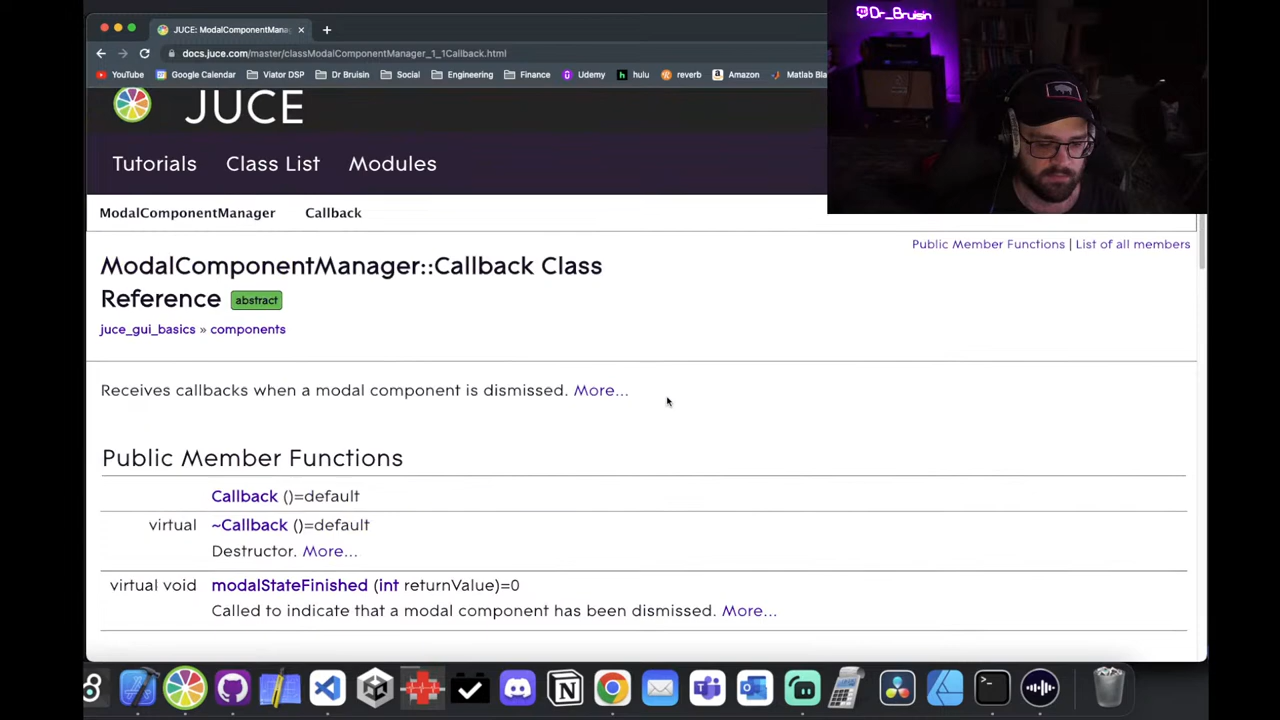 JUCE: ModalComponentMana
docs.juce.com/master/classModalComponentManager_1_1Callback.html
YouTube
Google Calendar
Viator DSP
Dr Bruisin
Social
Engineering
Finance
Udemy
hulu
reverb
Amazon
Matlab Bla
Dr_Bruisin
JUCE
Tutorials
Class List
Modules
ModalComponentManager
Callback
Public Member Functions | List of all members
ModalComponentManager::Callback Class
Reference abstract
juce_gui_basics » components
Receives callbacks when a modal component is dismissed. More...
Public Member Functions
Callback ()=default
virtual ~Callback ()=default
Destructor. More...
virtual void modalStateFinished (int returnValue)=0
Called to indicate that a modal component has been dismissed. More...